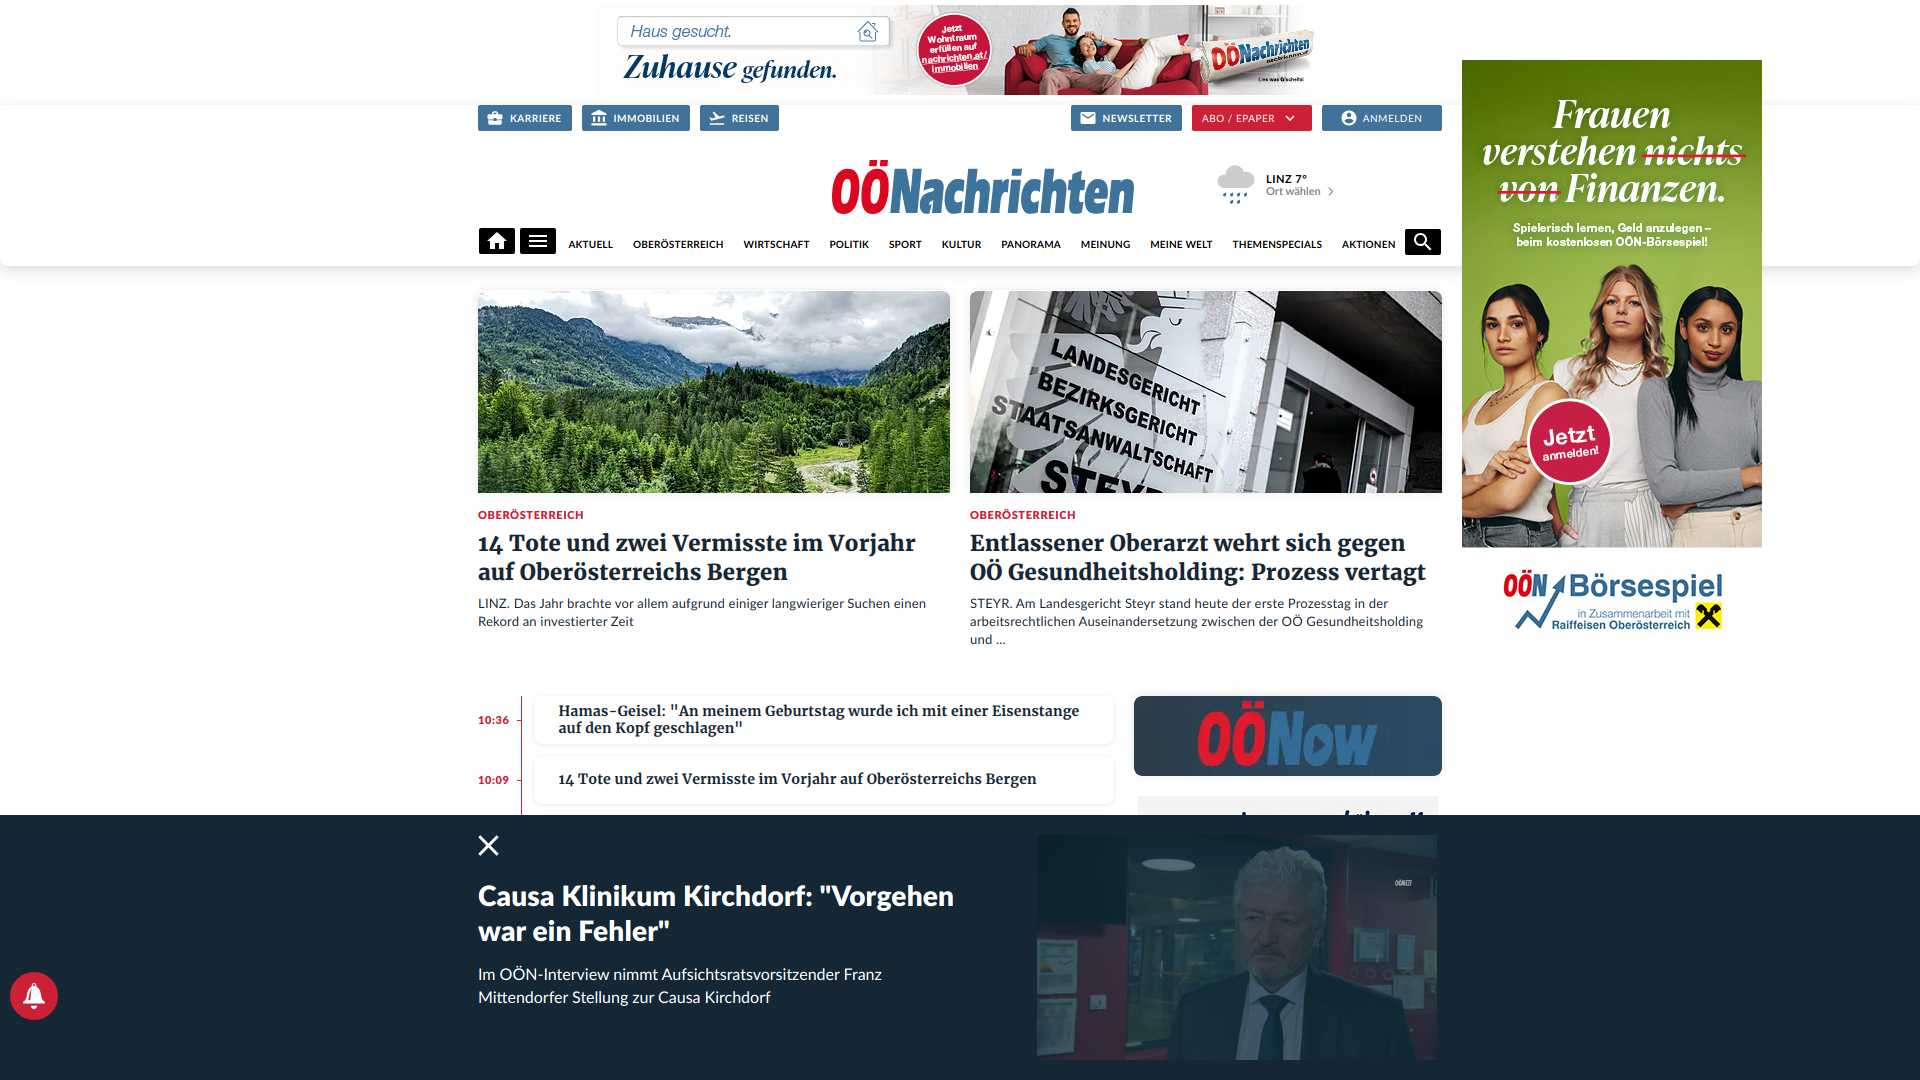 Haus gesucht.
Zuhause gefunden.
Jetzt
Wohntraum
erfüllen auf
nachrichten.at/
immobilien
OÖNachrichten
Lies was G'scheits!
KARRIERE
IMMOBILIEN
REISEN
NEWSLETTER
ABO / EPAPER
ANMELDEN
OÖNachrichten
LINZ 7°
Ort wählen
AKTUELL
OBERÖSTERREICH
WIRTSCHAFT
POLITIK
SPORT
KULTUR
PANORAMA
MEINUNG
MEINE WELT
THEMENSPECIALS
AKTIONEN
Frauen
verstehen nichts
von Finanzen.
Spielerisch lernen, Geld anzulegen –
beim kostenlosen OÖN-Börsespiel!
Jetzt
anmelden!
OÖN Börsespiel
in Zusammenarbeit mit
Raiffeisen Oberösterreich
LANDESGERICHT
BEZIRKSGERICHT
STAATSANWALTSCHAFT
STEYR
OBERÖSTERREICH
14 Tote und zwei Vermisste im Vorjahr
auf Oberösterreichs Bergen
LINZ. Das Jahr brachte vor allem aufgrund einiger langwieriger Suchen einen
Rekord an investierter Zeit
OBERÖSTERREICH
Entlassener Oberarzt wehrt sich gegen
OÖ Gesundheitsholding: Prozess vertagt
STEYR. Am Landesgericht Steyr stand heute der erste Prozesstag in der
arbeitsrechtlichen Auseinandersetzung zwischen der OÖ Gesundheitsholding
und ...
10:36
Hamas-Geisel: "An meinem Geburtstag wurde ich mit einer Eisenstange
auf den Kopf geschlagen"
10:09
14 Tote und zwei Vermisste im Vorjahr auf Oberösterreichs Bergen
OÖNow
Causa Klinikum Kirchdorf: "Vorgehen
war ein Fehler"
Im OÖN-Interview nimmt Aufsichtsratsvorsitzender Franz
Mittendorfer Stellung zur Causa Kirchdorf